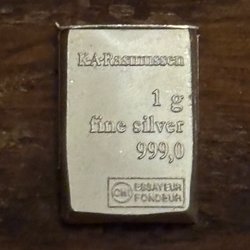 K·A·Rasmussen
1 g
fine silver
999,0
ESSAYEUR
FONDEUR